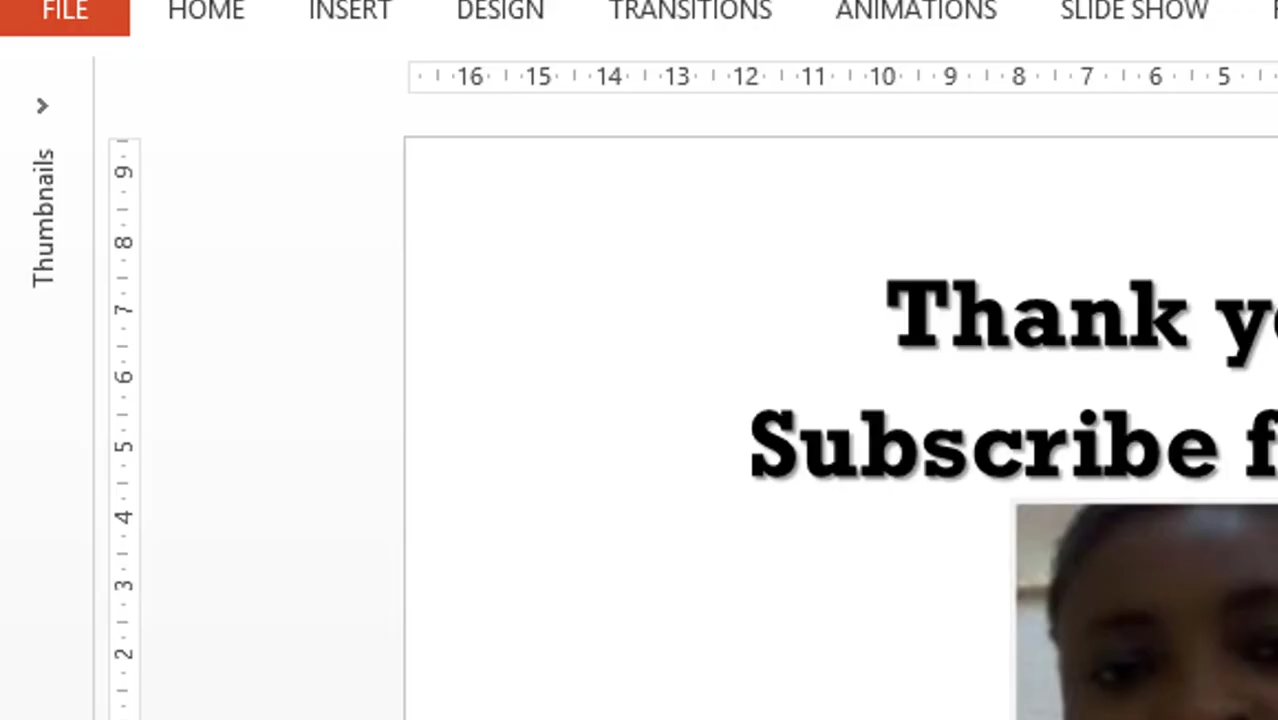 FILE HOME INSERT DESIGN TRANSITIONS ANIMATIONS SLIDE SHOW
16 15 14 13 12 11 10 9 8 7 6 5
Thumbnails
9
8
7
6
5
4
3
2
Thank
Subscribe